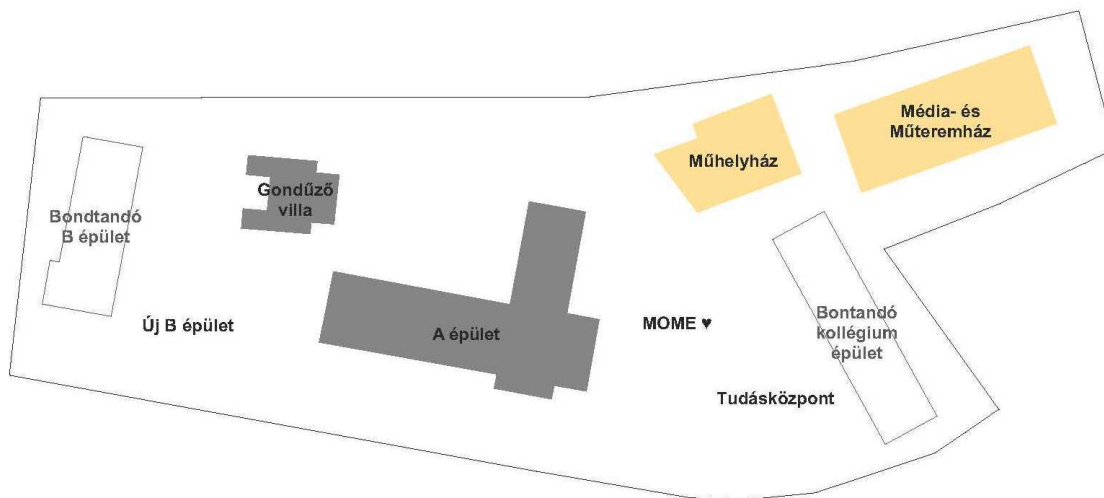 Média- és
Műteremház
Műhelyház
Gondűző
villa
Bondtandó
B épület
Új B épület
A épület
MOME ♥
Bontandó
kollégium
épület
Tudásközpont